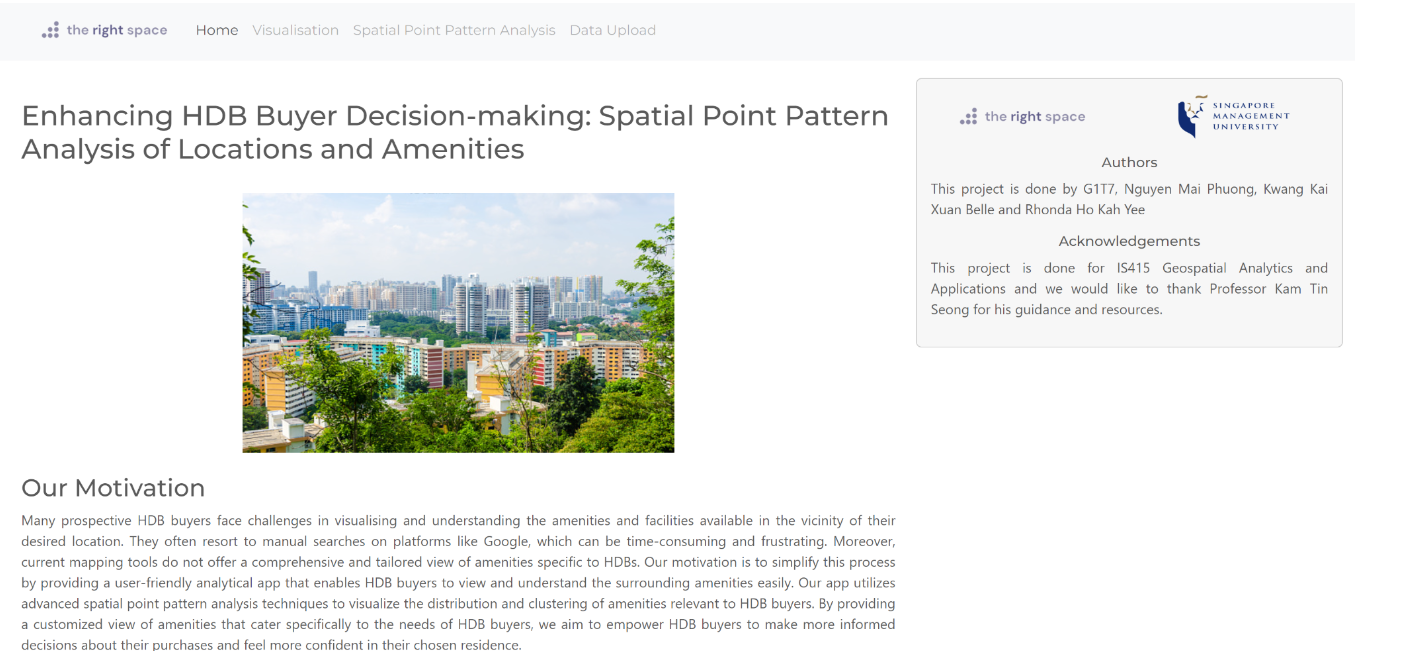 the right space Home Visualisation Spatial Point Pattern Analysis Data Upload
Enhancing HDB Buyer Decision-making: Spatial Point Pattern
Analysis of Locations and Amenities
Our Motivation
Many prospective HDB buyers face challenges in visualising and understanding the amenities and facilities available in the vicinity of their
desired location. They often resort to manual searches on platforms like Google, which can be time-consuming and frustrating. Moreover,
current mapping tools do not offer a comprehensive and tailored view of amenities specific to HDBs. Our motivation is to simplify this process
by providing a user-friendly analytical app that enables HDB buyers to view and understand the surrounding amenities easily. Our app utilizes
advanced spatial point pattern analysis techniques to visualize the distribution and clustering of amenities relevant to HDB buyers. By providing
a customized view of amenities that cater specifically to the needs of HDB buyers, we aim to empower HDB buyers to make more informed
decisions about their purchases and feel more confident in their chosen residence.
the right space
SINGAPORE
MANAGEMENT
UNIVERSITY
Authors
This project is done by G1T7, Nguyen Mai Phuong, Kwang Kai
Xuan Belle and Rhonda Ho Kah Yee
Acknowledgements
This project is done for IS415 Geospatial Analytics and
Applications and we would like to thank Professor Kam Tin
Seong for his guidance and resources.